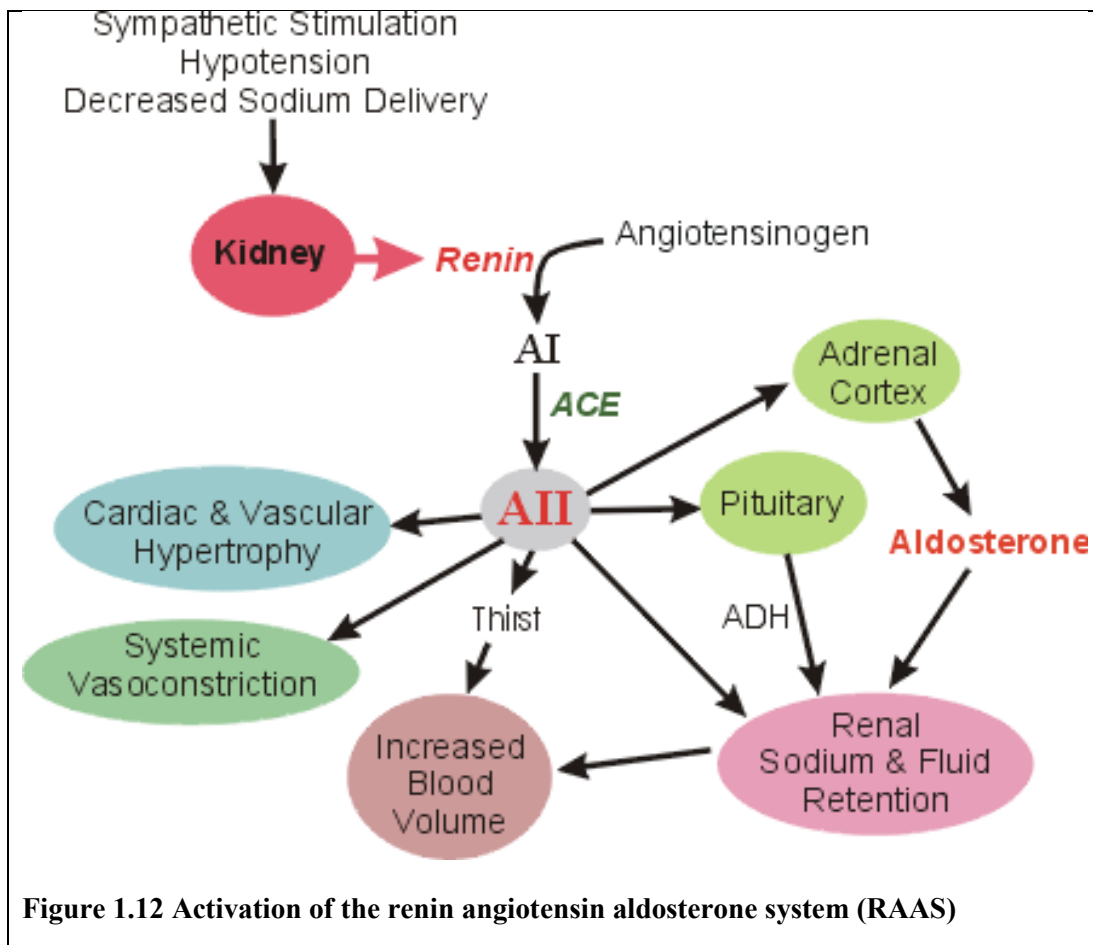 Sympathetic Stimulation
Hypotension
Decreased Sodium Delivery
Kidney
Renin
Angiotensinogen
AI
ACE
Adrenal
Cortex
AII
Pituitary
Cardiac & Vascular
Hypertrophy
Aldosterone
Thirst
ADH
Systemic
Vasoconstriction
Increased
Blood
Volume
Renal
Sodium & Fluid
Retention
Figure 1.12 Activation of the renin angiotensin aldosterone system (RAAS)